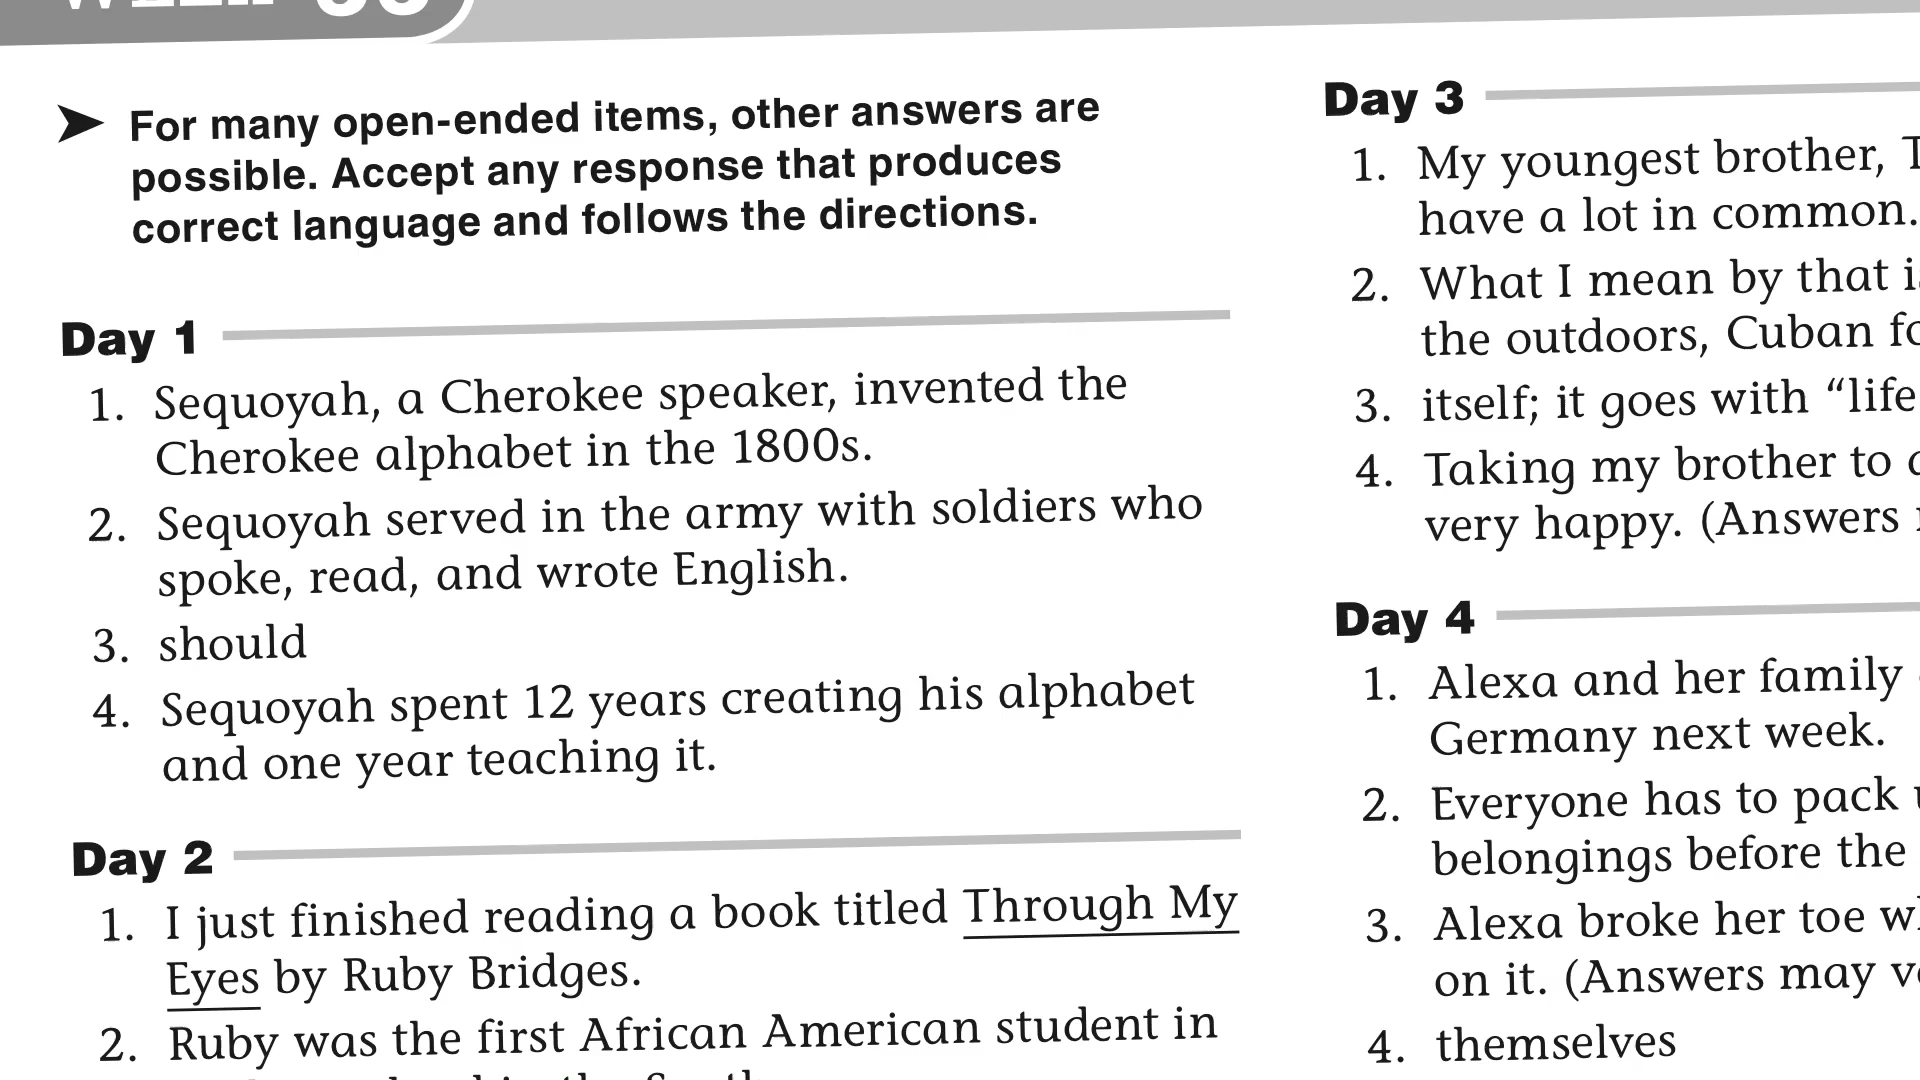 For many open-ended items, other answers are
possible. Accept any response that produces
correct language and follows the directions.
Day 1
1. Sequoyah, a Cherokee speaker, invented the
Cherokee alphabet in the 1800s.
2. Sequoyah served in the army with soldiers who
spoke, read, and wrote English.
3. should
4. Sequoyah spent 12 years creating his alphabet
and one year teaching it.
Day 2
1. I just finished reading a book titled Through My
Eyes by Ruby Bridges.
2. Ruby was the first African American student in
Day 3
1. My youngest brother,
have a lot in common.
2. What I mean by that
the outdoors, Cuban
3. itself; it goes with “life
4. Taking my brother to
very happy. (Answers
Day 4
1. Alexa and her family
Germany next week.
2. Everyone has to pack
belongings before the
3. Alexa broke her toe
on it. (Answers may
4. themselves